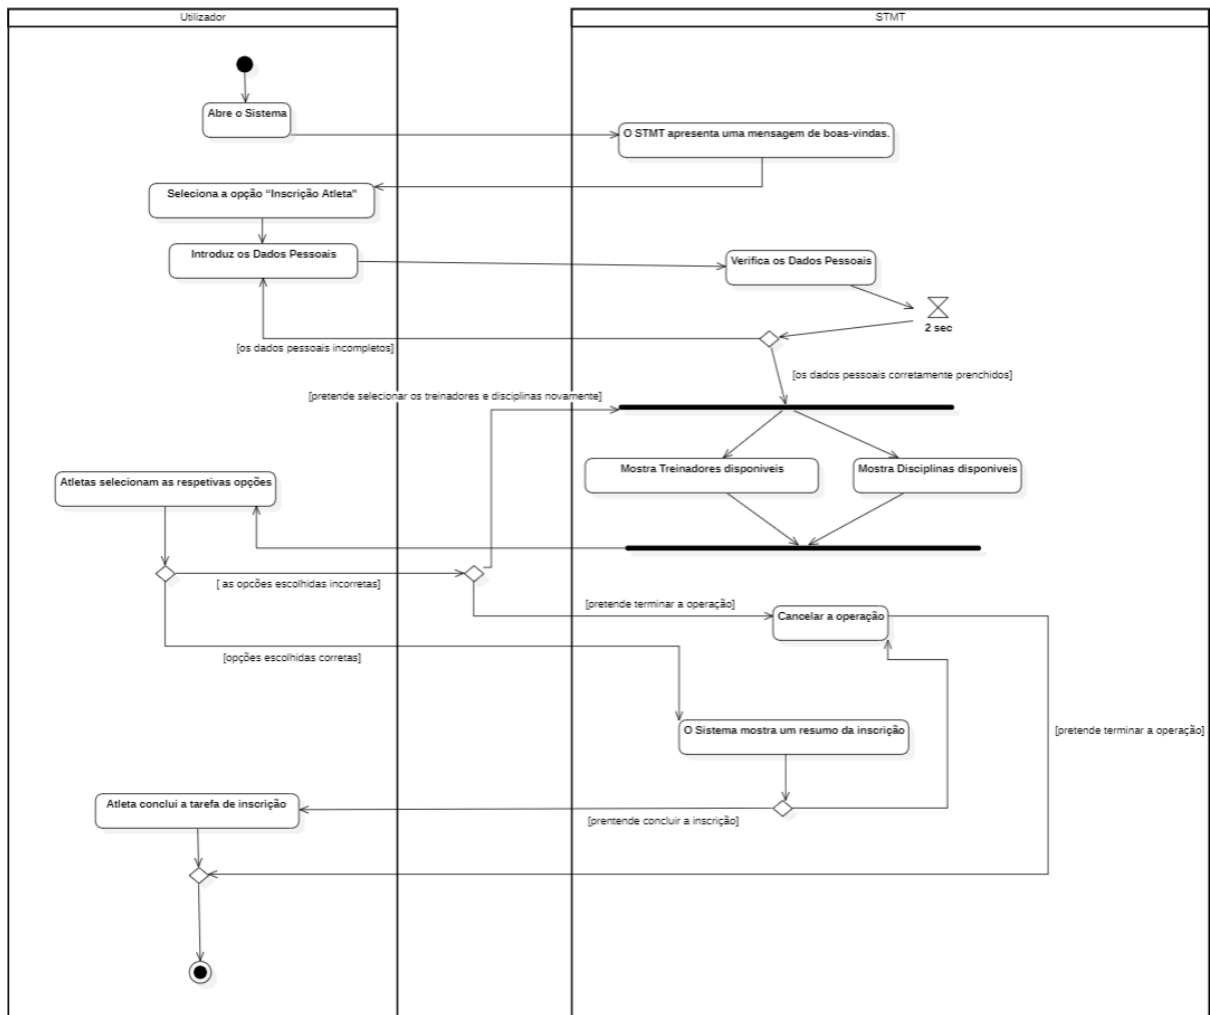 Utilizador
STMT
Abre o Sistema
O STMT apresenta uma mensagem de boas-vindas.
Seleciona a opção "Inscrição Atleta"
Introduz os Dados Pessoais
Verifica os Dados Pessoais
2 sec
[os dados pessoais incompletos]
[os dados pessoais corretamente prenchidos]
[pretende selecionar os treinadores e disciplinas novamente]
Mostra Treinadores disponiveis
Mostra Disciplinas disponiveis
Atletas selecionam as respetivas opções
[ as opcões escolhidas incorretas]
[pretende terminar a operação]
Cancelar a operação
[opções escolhidas corretas]
O Sistema mostra um resumo da inscrição
[pretende terminar a operação]
Atleta conclui a tarefa de inscrição
[prentende concluir a inscrição]